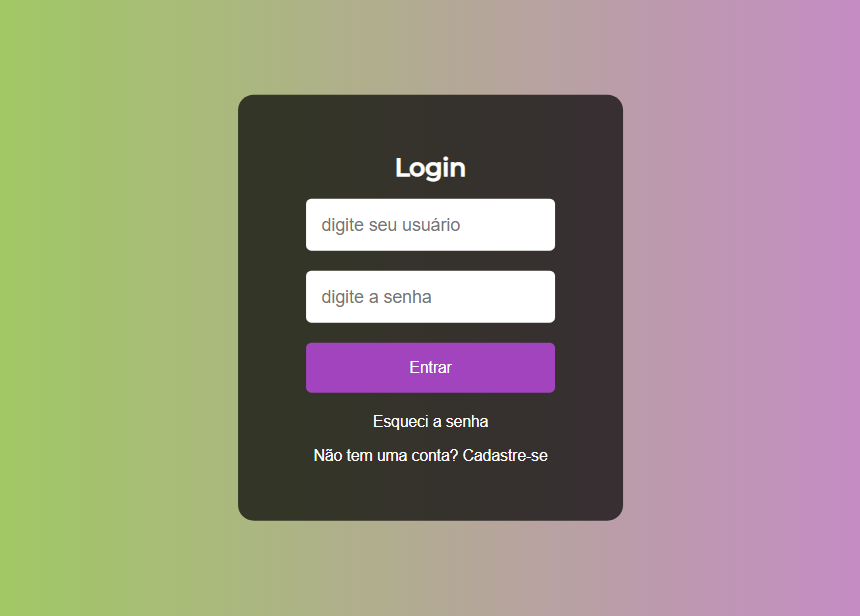 Login
digite seu usuário
digite a senha
Entrar
Esqueci a senha
Não tem uma conta? Cadastre-se